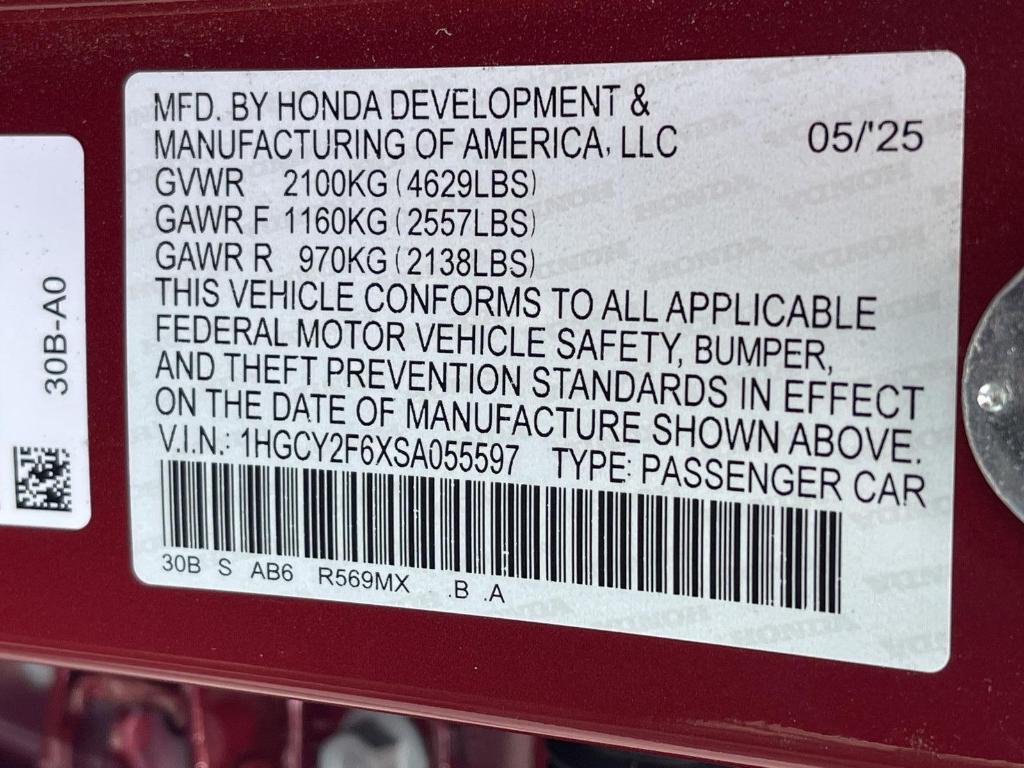 MFD. BY HONDA DEVELOPMENT &
MANUFACTURING OF AMERICA, LLC 05/'25
GVWR 2100KG (4629LBS)
GAWR F 1160KG (2557LBS)
GAWR R 970KG (2138LBS)
THIS VEHICLE CONFORMS TO ALL APPLICABLE
FEDERAL MOTOR VEHICLE SAFETY, BUMPER,
AND THEFT PREVENTION STANDARDS IN EFFECT
ON THE DATE OF MANUFACTURE SHOWN ABOVE.
V.I.N.: 1HGCY2F6XSA055597 TYPE: PASSENGER CAR
30B S AB6 R569MX .B .A
30B-A0